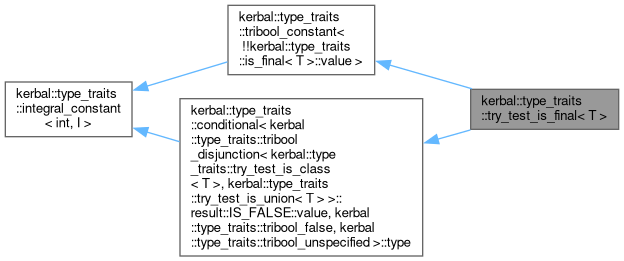 kerbal::type_traits
::tribool_constant<
!!kerbal::type_traits
::is_final< T >::value >
kerbal::type_traits
::integral_constant
< int, I >
kerbal::type_traits
::try_test_is_final< T >
kerbal::type_traits
::conditional< kerbal
::type_traits::tribool
_disjunction< kerbal::type
_traits::try_test_is_class
< T >, kerbal::type_traits
::try_test_is_union< T > >::
result::IS_FALSE::value, kerbal
::type_traits::tribool_false, kerbal
::type_traits::tribool_unspecified >::type